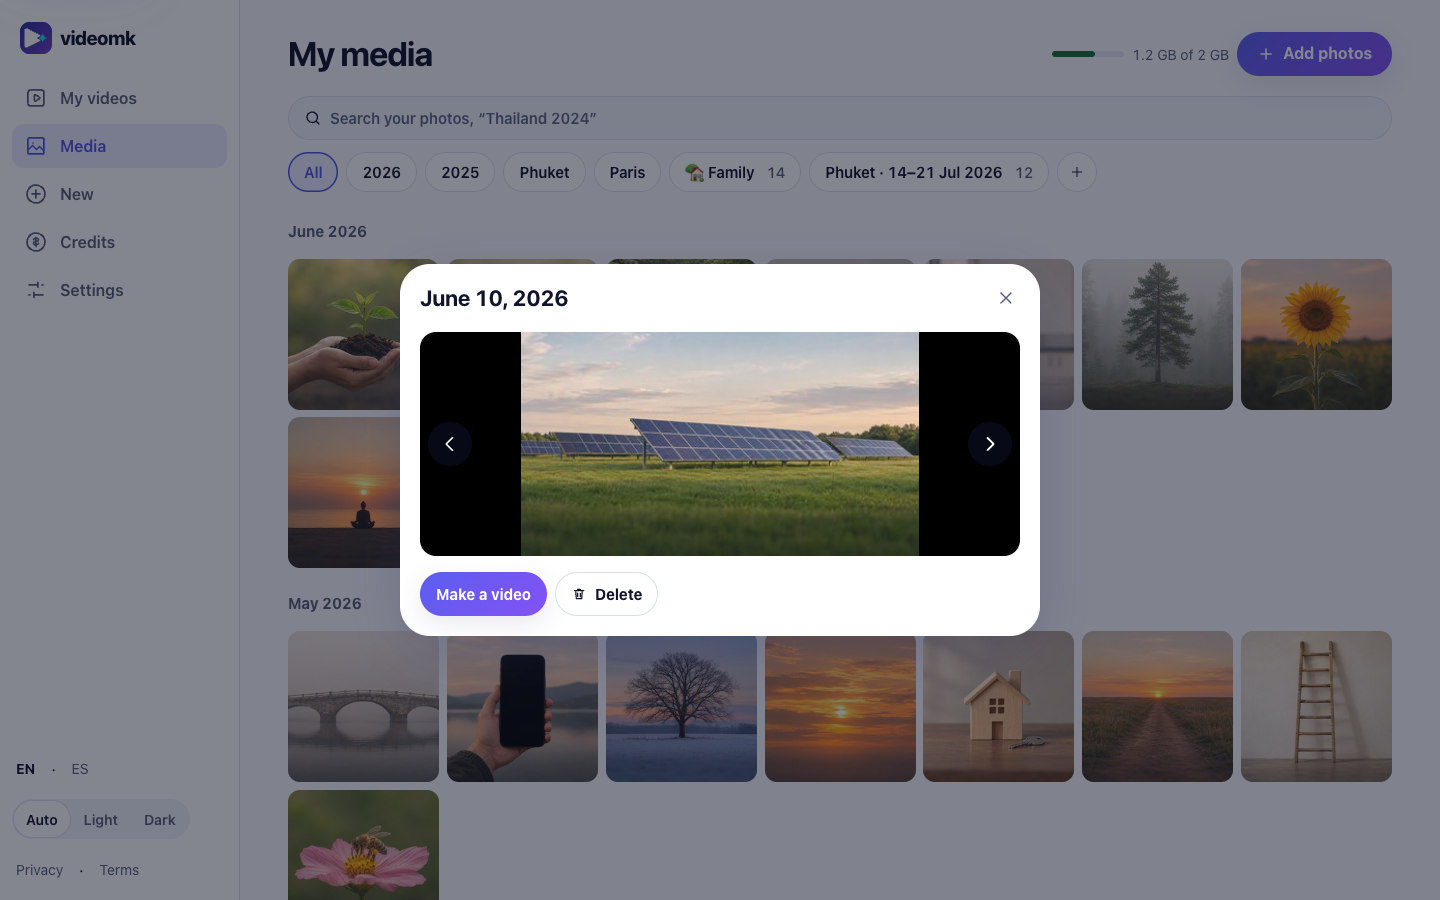 videomk
My videos
Media
New
Credits
Settings
EN · ES
Auto Light Dark
Privacy · Terms
My media
1.2 GB of 2 GB
+ Add photos
Search your photos, “Thailand 2024”
All 2026 2025 Phuket Paris 🏡 Family 14 Phuket · 14–21 Jul 2026 12 +
June 2026
June 10, 2026
Make a video Delete
May 2026